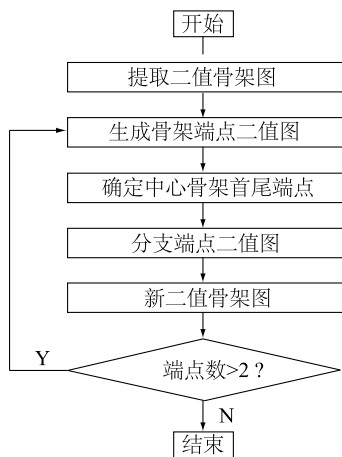 开始
提取二值骨架图
生成骨架端点二值图
确定中心骨架首尾端点
分支端点二值图
新二值骨架图
Y
端点数>2 ?
N
结束